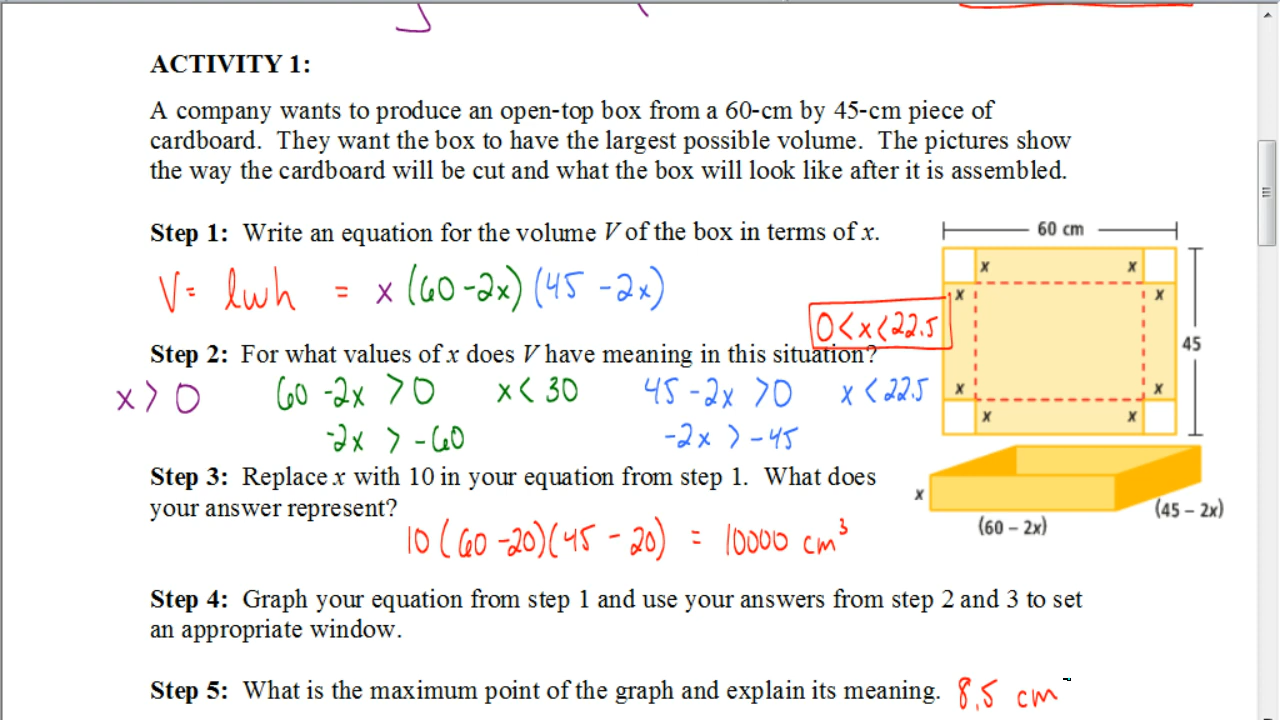 ACTIVITY 1:
A company wants to produce an open-top box from a 60-cm by 45-cm piece of
cardboard. They want the box to have the largest possible volume. The pictures show
the way the cardboard will be cut and what the box will look like after it is assembled.
Step 1: Write an equation for the volume V of the box in terms of x.
V = lwh = x (60 - 2x) (45 - 2x)
0 < x < 22.5
Step 2: For what values of x does V have meaning in this situation?
x > 0 60 - 2x > 0 x < 30 45 - 2x > 0 x < 22.5
-2x > -60 -2x > -45
Step 3: Replace x with 10 in your equation from step 1. What does
your answer represent?
10 (60 - 20)(45 - 20) = 10000 cm³
Step 4: Graph your equation from step 1 and use your answers from step 2 and 3 to set
an appropriate window.
Step 5: What is the maximum point of the graph and explain its meaning. 8.5 cm
60 cm
x x
x x
45
x x
x x
x
(45 – 2x)
(60 – 2x)